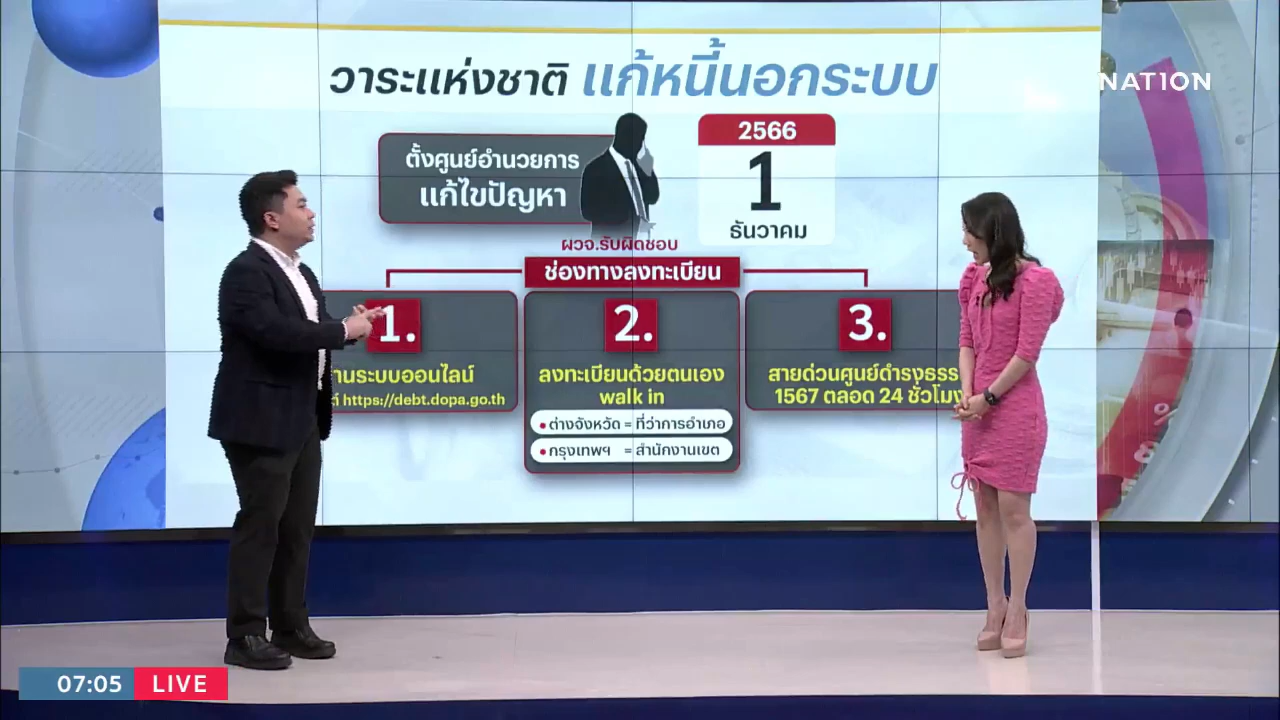 วาระแห่งชาติ แก้หนี้นอกระบบ
NATION
ตั้งศูนย์อำนวยการ
แก้ไขปัญหา
2566
1
ธันวาคม
ผวจ.รับผิดชอบ
ช่องทางลงทะเบียน
1.
านระบบออนไลน์
https://debt.dopa.go.th
2.
ลงทะเบียนด้วยตนเอง
walk in
• ต่างจังหวัด = ที่ว่าการอำเภอ
• กรุงเทพฯ = สำนักงานเขต
3.
สายด่วนศูนย์ดำรงธรร
1567 ตลอด 24 ชั่วโมง
07:05 LIVE